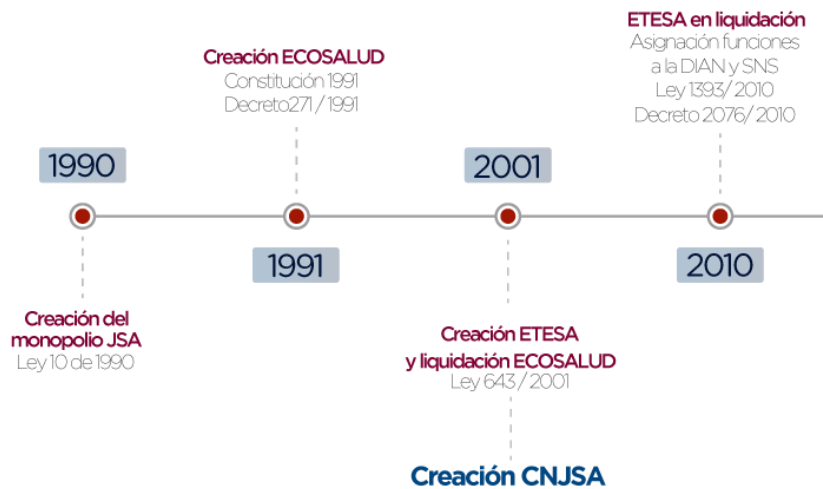 1990
Creación del
monopolio JSA
Ley 10 de 1990
Creación ECOSALUD
Constitución 1991
Decreto271 / 1991
1991
2001
Creación ETESA
y liquidación ECOSALUD
Ley 643 / 2001
Creación CNJSA
ETESA en liquidación
Asignación funciones
a la DIAN y SNS
Ley 1393/ 2010
Decreto 2076/ 2010
2010